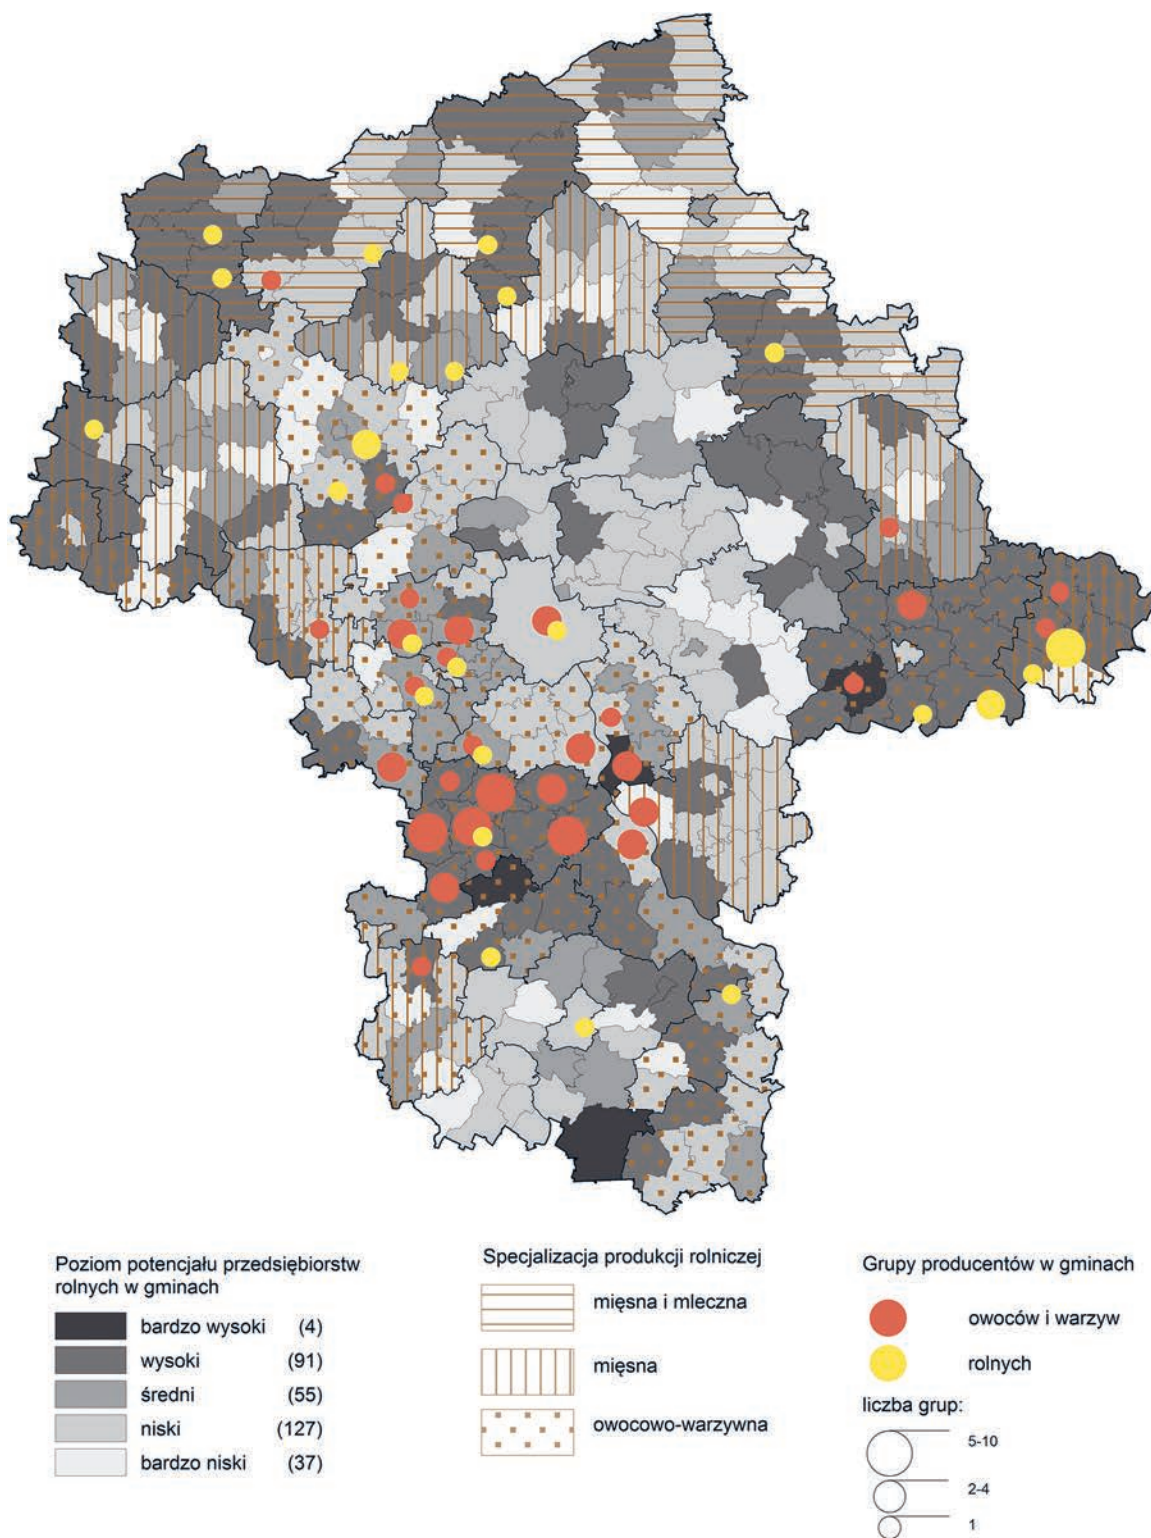 Poziom potencjału przedsiębiorstw
rolnych w gminach
bardzo wysoki (4)
wysoki (91)
średni (55)
niski (127)
bardzo niski (37)
Specjalizacja produkcji rolniczej
mięsna i mleczna
mięsna
owocowo-warzywna
Grupy producentów w gminach
owoców i warzyw
rolnych
liczba grup:
5-10
2-4
1